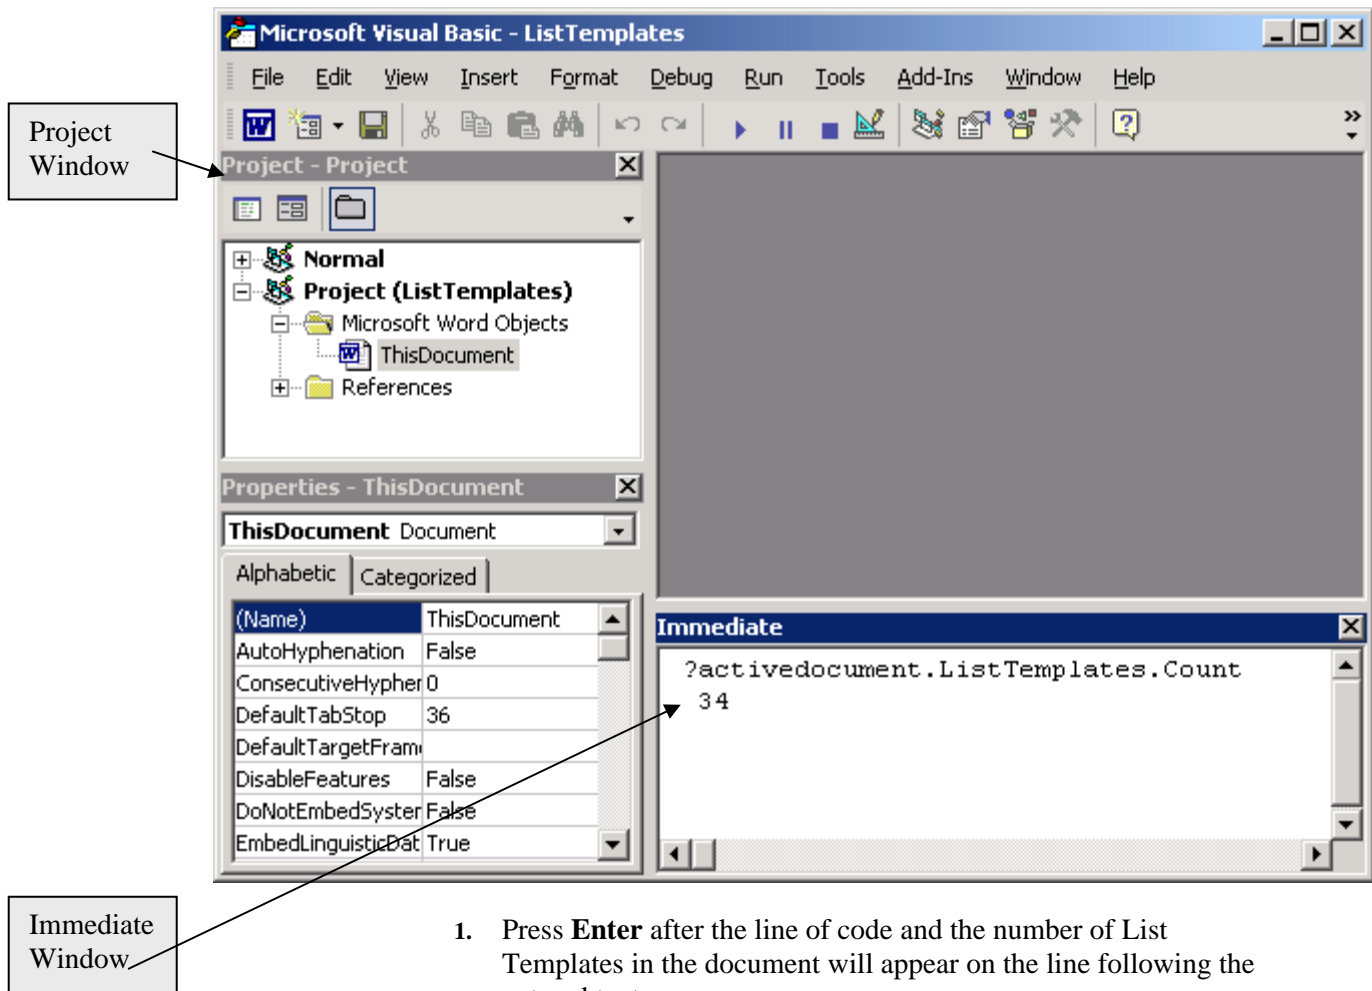 Microsoft Visual Basic - ListTemplates
File Edit View Insert Format Debug Run Tools Add-Ins Window Help
Project
Window
Project - Project
Normal
Project (ListTemplates)
Microsoft Word Objects
ThisDocument
References
Properties - ThisDocument
ThisDocument Document
Alphabetic Categorized
(Name) ThisDocument
AutoHyphenation False
ConsecutiveHypher 0
DefaultTabStop 36
DefaultTargetFram
DisableFeatures False
DoNotEmbedSyster False
EmbedLinguisticDat True
Immediate
?activedocument.ListTemplates.Count
34
Immediate
Window
1. Press Enter after the line of code and the number of List
Templates in the document will appear on the line following the